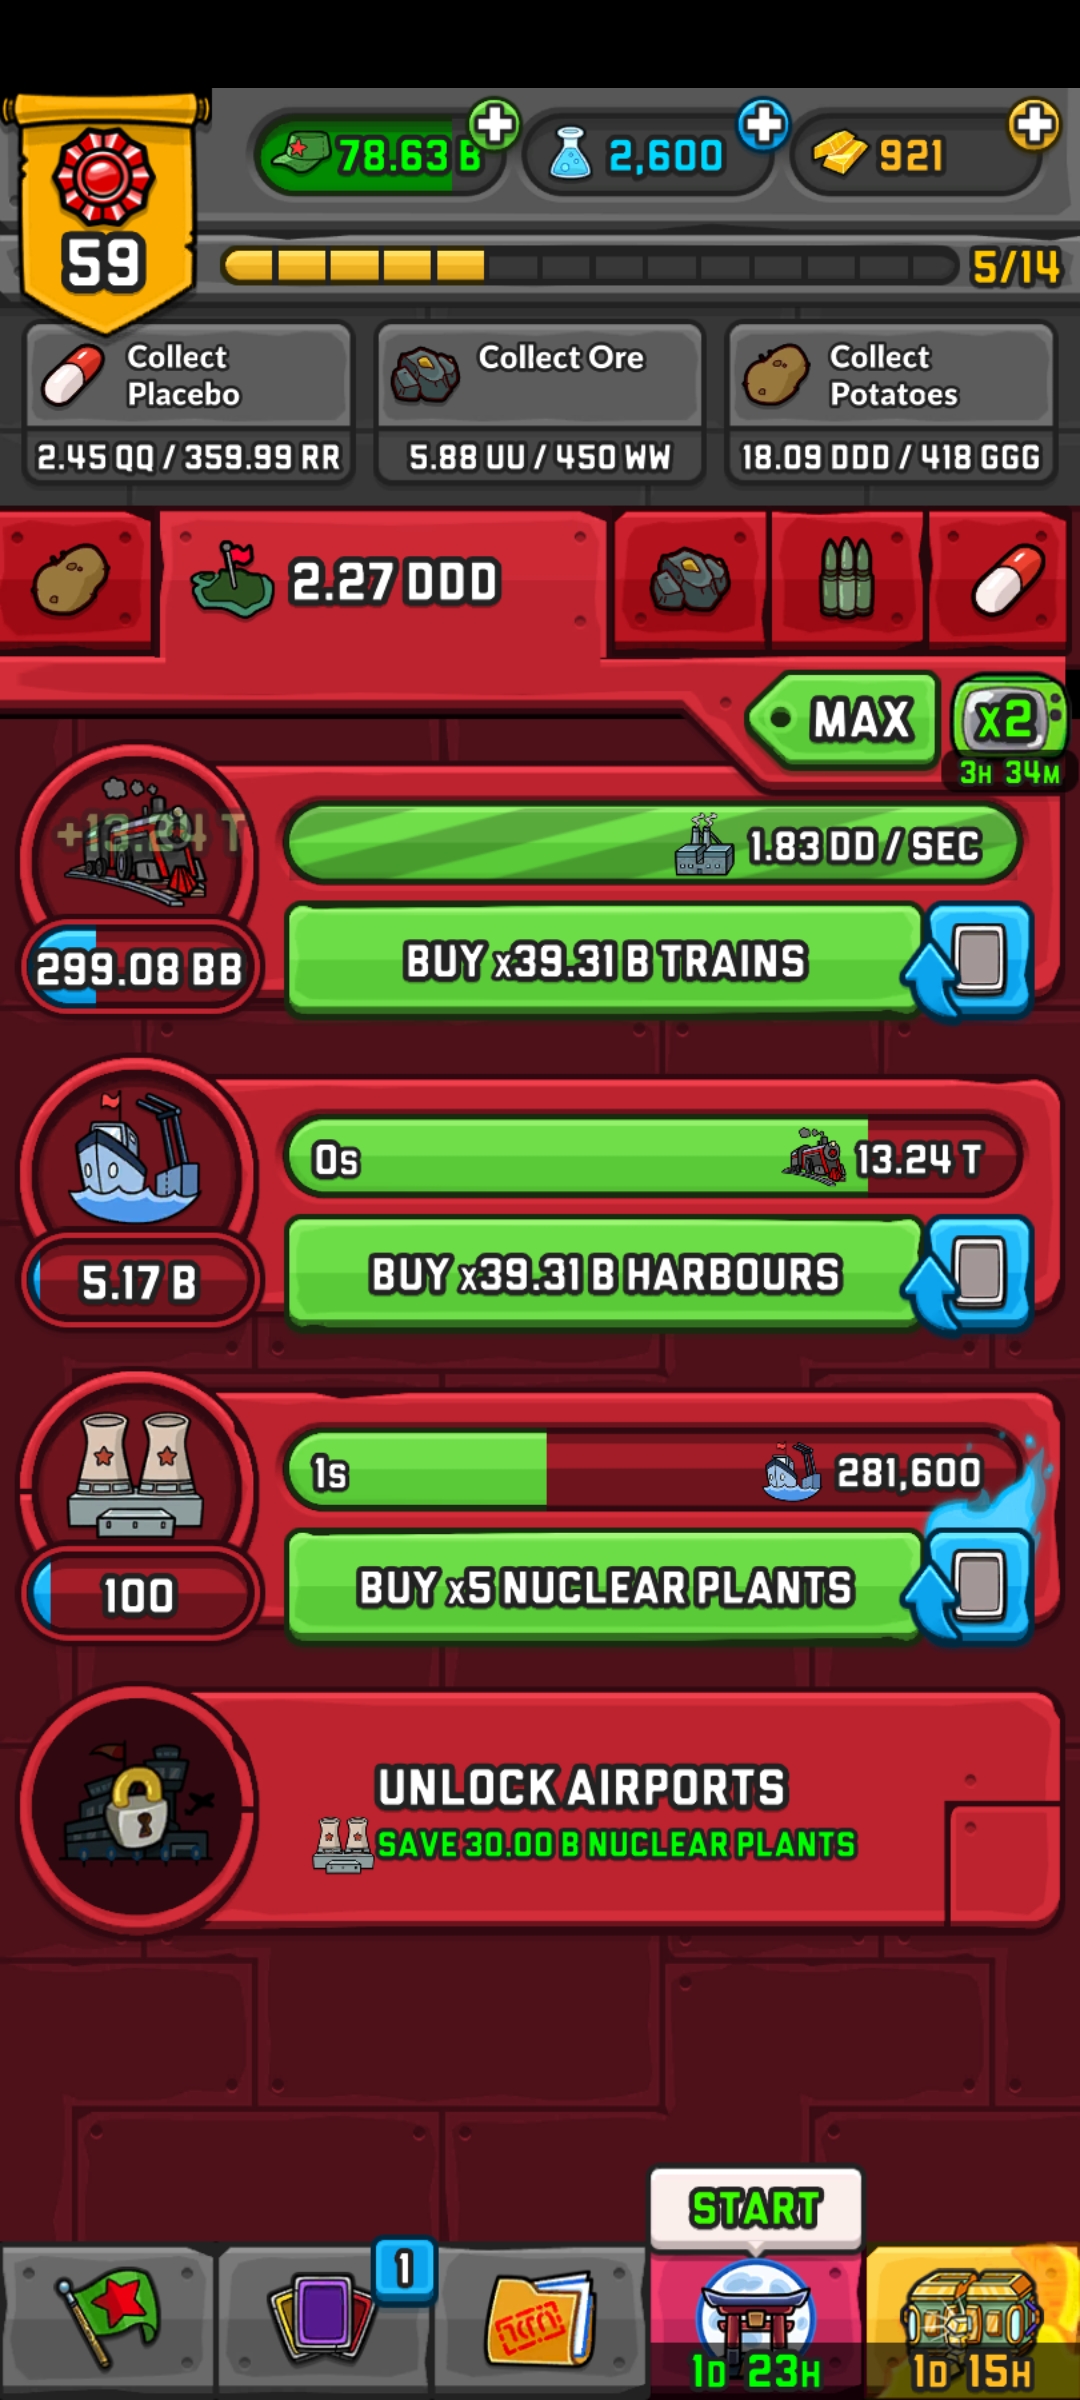 78.63 B
2,600
921
59
5/14
Collect
Placebo
2.45 QQ / 359.99 RR
Collect Ore
5.88 UU / 450 WW
Collect
Potatoes
18.09 DDD / 418 GGG
2.27 DDD
MAX
x2
3H 34M
+13.24 T
1.83 DD / SEC
299.08 BB
BUY x39.31 B TRAINS
0s
13.24 T
5.17 B
BUY x39.31 B HARBOURS
1s
281,600
100
BUY x5 NUCLEAR PLANTS
UNLOCK AIRPORTS
SAVE 30.00 B NUCLEAR PLANTS
START
1
1D 23H
1D 15H